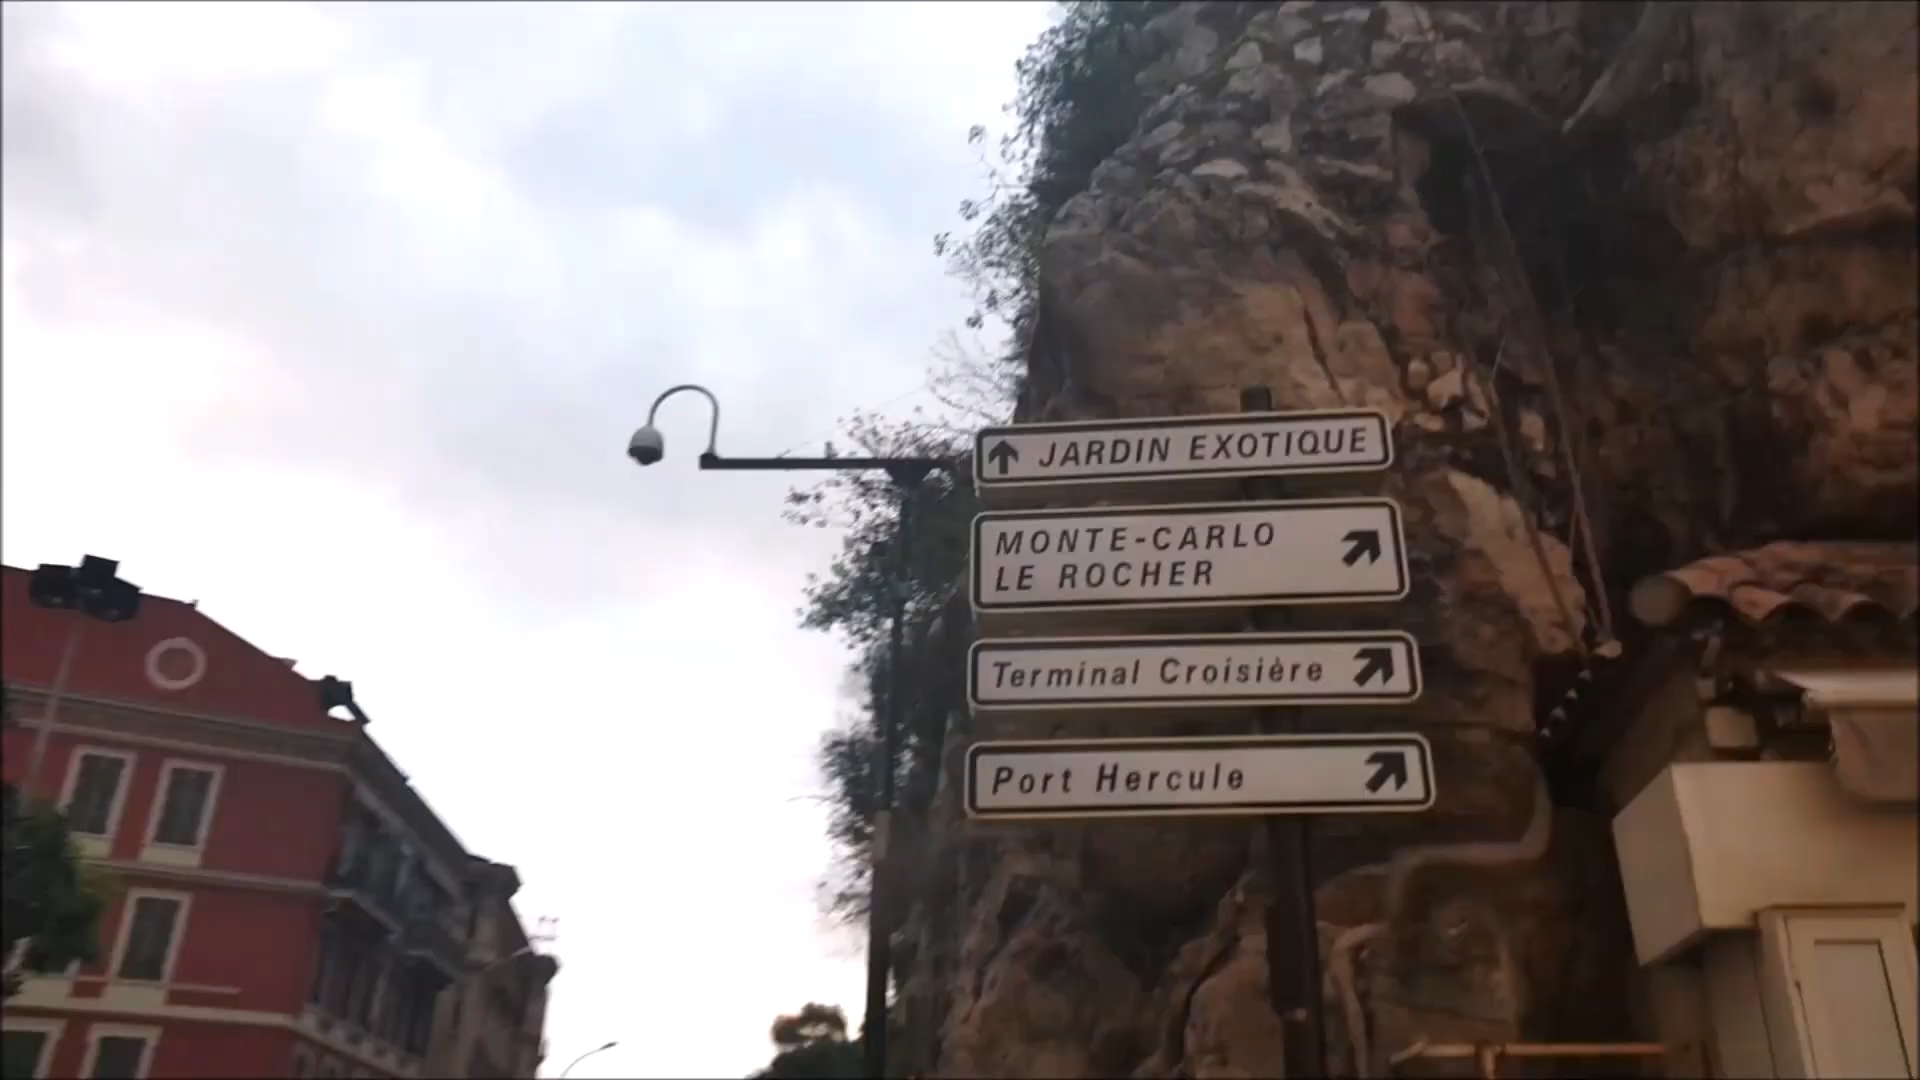 JARDIN EXOTIQUE
MONTE-CARLO
LE ROCHER
Terminal Croisière
Port Hercule